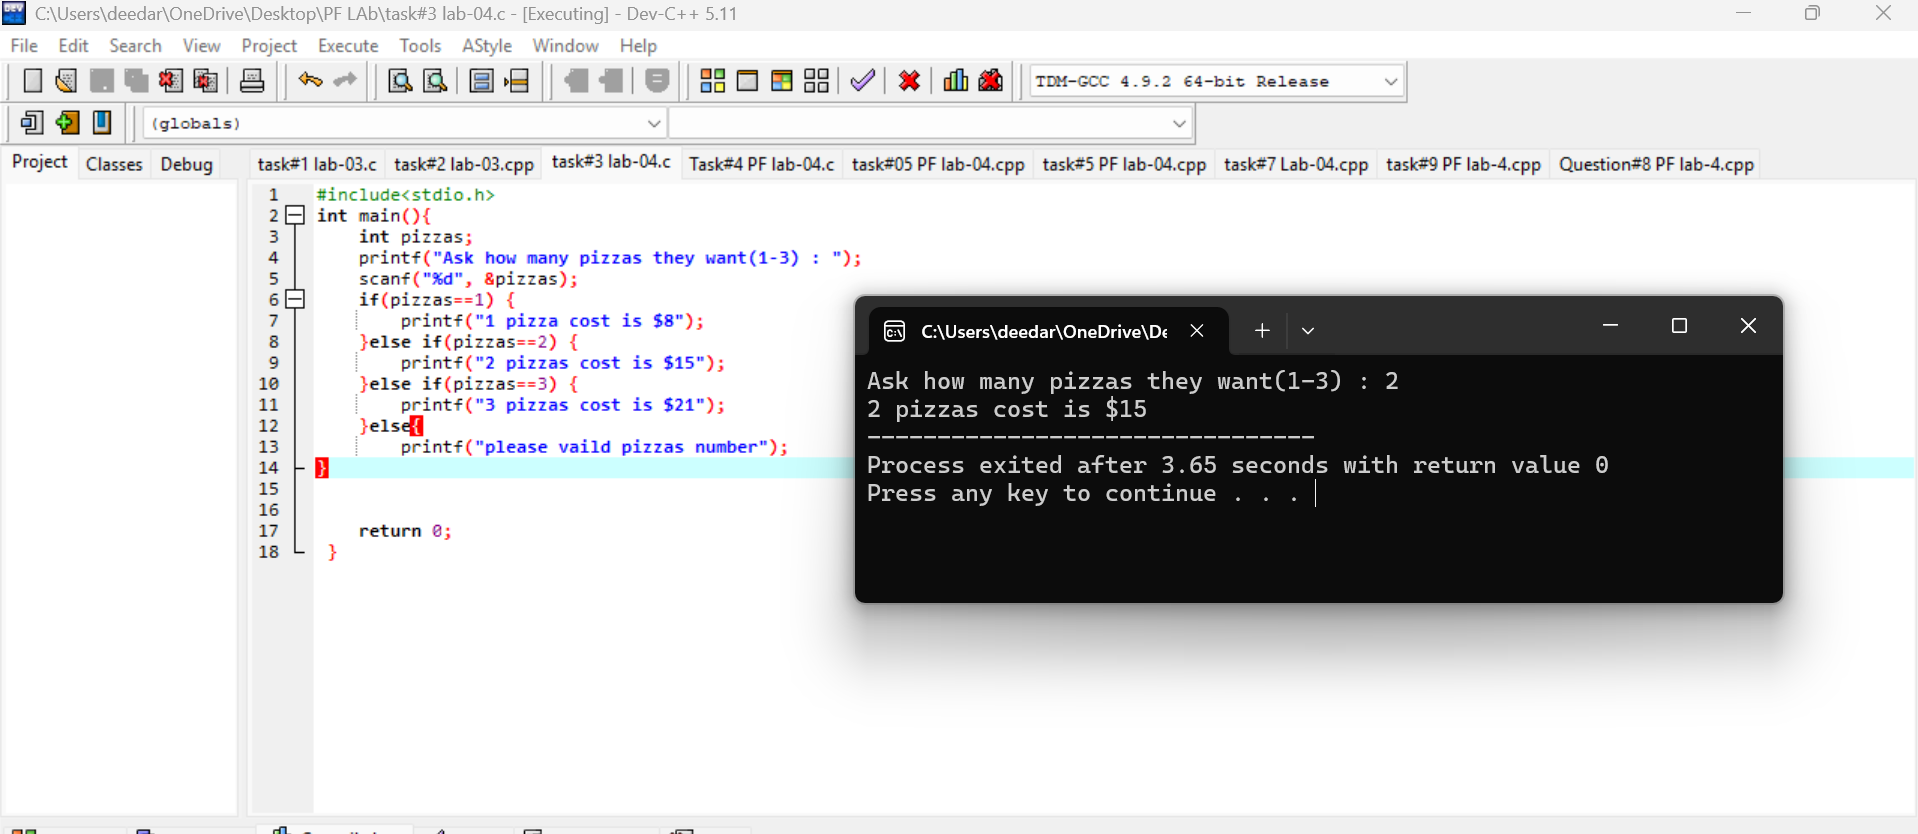 C:\Users\deedar\OneDrive\Desktop\PF LAb\task#3 lab-04.c - [Executing] - Dev-C++ 5.11
File Edit Search View Project Execute Tools AStyle Window Help
TDM-GCC 4.9.2 64-bit Release
(globals)
Project Classes Debug task#1 lab-03.c task#2 lab-03.cpp task#3 lab-04.c Task#4 PF lab-04.c task#05 PF lab-04.cpp task#5 PF lab-04.cpp task#7 Lab-04.cpp task#9 PF lab-4.cpp Question#8 PF lab-4.cpp
1 #include<stdio.h>
2 int main(){
3 int pizzas;
4 printf("Ask how many pizzas they want(1-3) : ");
5 scanf("%d", &pizzas);
6 if(pizzas==1) {
7 printf("1 pizza cost is $8");
8 }else if(pizzas==2) {
9 printf("2 pizzas cost is $15");
10 }else if(pizzas==3) {
11 printf("3 pizzas cost is $21");
12 }else{
13 printf("please vaild pizzas number");
14 }
15
16
17 return 0;
18 }
C:\Users\deedar\OneDrive\De
Ask how many pizzas they want(1-3) : 2
2 pizzas cost is $15
--------------------------------
Process exited after 3.65 seconds with return value 0
Press any key to continue . . .